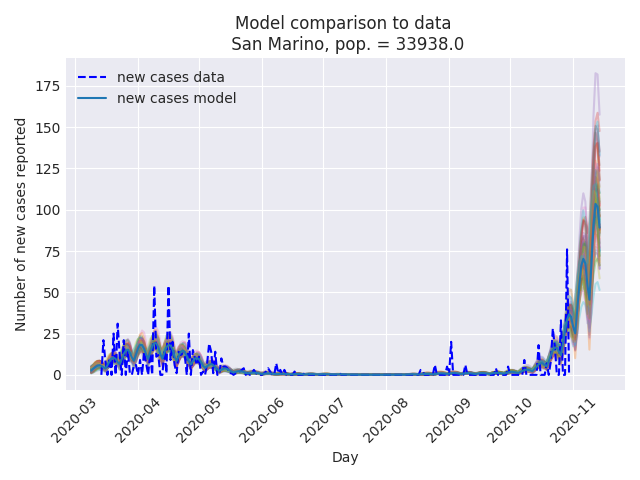 Model comparison to data
San Marino, pop. = 33938.0
new cases data
new cases model
Number of new cases reported
175
150
125
100
75
50
25
0
2020-03
2020-04
2020-05
2020-06
2020-07
2020-08
2020-09
2020-10
2020-11
Day